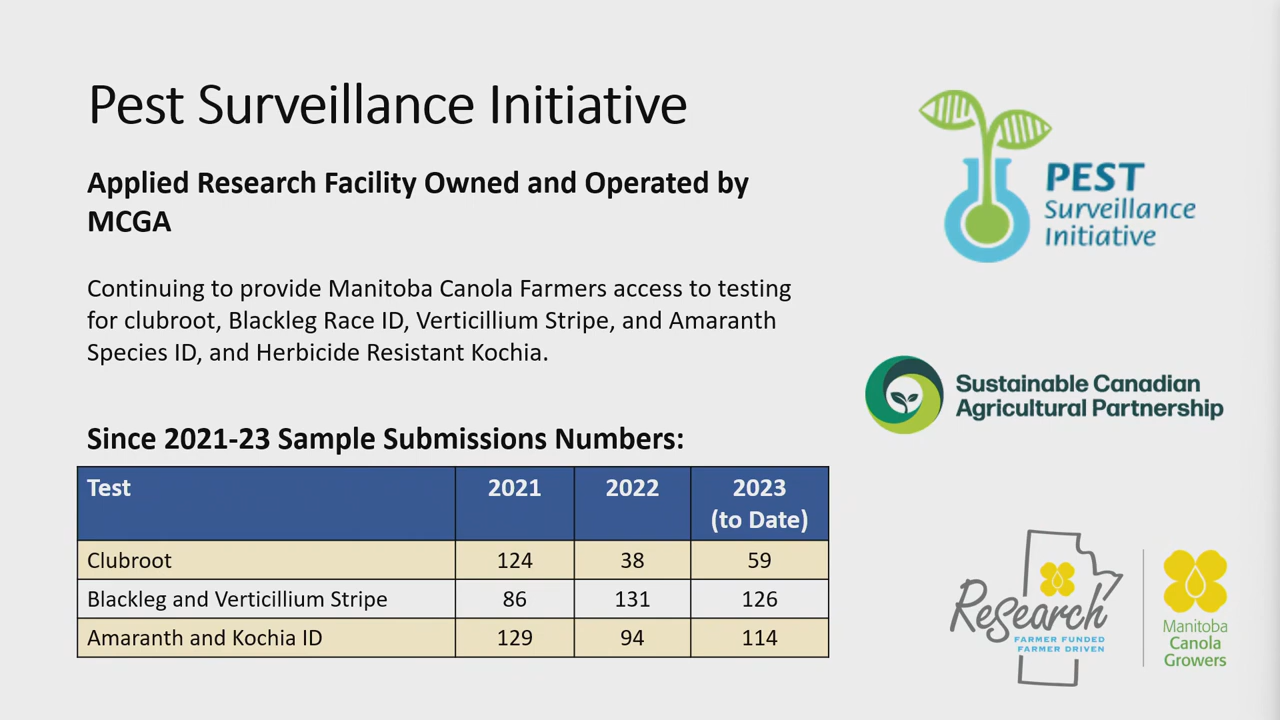 Pest Surveillance Initiative
Applied Research Facility Owned and Operated by
MCGA
Continuing to provide Manitoba Canola Farmers access to testing
for clubroot, Blackleg Race ID, Verticillium Stripe, and Amaranth
Species ID, and Herbicide Resistant Kochia.
Since 2021-23 Sample Submissions Numbers:
Test 2021 2022 2023
(to Date)
Clubroot 124 38 59
Blackleg and Verticillium Stripe 86 131 126
Amaranth and Kochia ID 129 94 114
PEST
Surveillance
Initiative
Sustainable Canadian
Agricultural Partnership
Research
FARMER FUNDED
FARMER DRIVEN
Manitoba
Canola
Growers